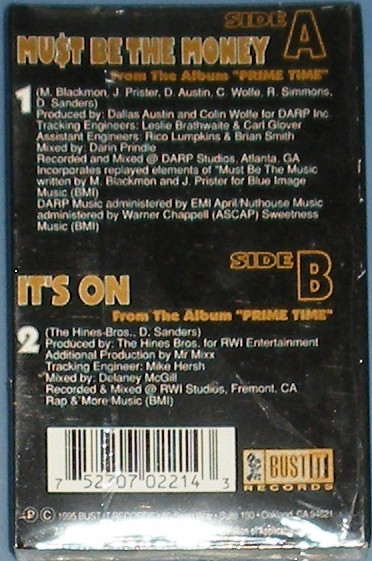 SIDE A
MU$T BE THE MONEY
From The Album "PRIME TIME"
1 (M. Blackmon, J. Prister, D. Austin, C. Wolfe, R. Simmons,
D. Sanders)
Produced by: Dallas Austin and Colin Wolfe for DARP Inc.
Tracking Engineers: Leslie Brathwaite & Carl Glover
Assistant Engineers: Rico Lumpkins & Brian Smith
Mixed by: Darin Prindle
Recorded and Mixed @ DARP Studios, Atlanta, GA
Incorporates replayed elements of "Must Be The Music"
written by M. Blackmon and J. Prister for Blue Image
Music (BMI)
DARP Music administered by EMI April/Nuthouse Music
administered by Warner Chappell (ASCAP) Sweetness
Music (BMI)
SIDE B
IT'S ON
From The Album "PRIME TIME"
2 (The Hines-Bros., D. Sanders)
Produced by: The Hines Bros. for RWI Entertainment
Additional Production by Mr Mixx
Tracking Engineer: Mike Hersh
Mixed by: Delaney McGill
Recorded & Mixed @ RWI Studios, Fremont, CA
Rap & More Music (BMI)
7 52707 02214 3
BUST IT
RECORDS
Ⓟ © 1995 BUST IT RECORDS Way • Suite 190 • Oakland, CA 94621
of Applicable